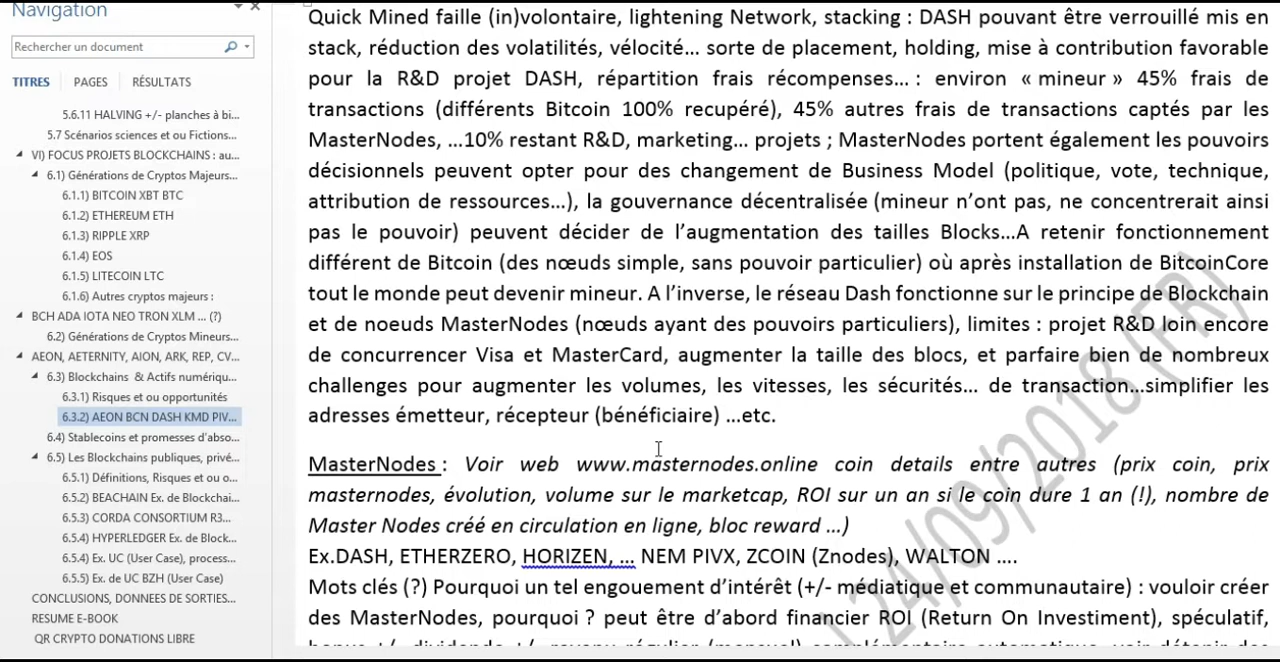 Navigation
Rechercher un document
TITRES PAGES RÉSULTATS
5.6.11 HALVING +/- planches à bi...
5.7 Scénarios sciences et ou Fictions...
VI) FOCUS PROJETS BLOCKCHAINS : au...
6.1) Générations de Cryptos Majeurs...
6.1.1) BITCOIN XBT BTC
6.1.2) ETHEREUM ETH
6.1.3) RIPPLE XRP
6.1.4) EOS
6.1.5) LITECOIN LTC
6.1.6) Autres cryptos majeurs :
BCH ADA IOTA NEO TRON XLM ... (?)
6.2) Générations de Cryptos Mineurs...
AEON, AETERNITY, AION, ARK, REP, CV...
6.3) Blockchains & Actifs numériqu...
6.3.1) Risques et ou opportunités
6.3.2) AEON BCN DASH KMD PIV...
6.4) Stablecoins et promesses d'abso...
6.5) Les Blockchains publiques, privé...
6.5.1) Définitions, Risques et ou o...
6.5.2) BEACHAIN Ex. de Blockchai...
6.5.3) CORDA CONSORTIUM R3...
6.5.4) HYPERLEDGER Ex. de Block...
6.5.4) Ex. UC (User Case), process...
6.5.5) Ex. de UC BZH (User Case)
CONCLUSIONS, DONNEES DE SORTIES...
RESUME E-BOOK
QR CRYPTO DONATIONS LIBRE
Quick Mined faille (in)volontaire, lightening Network, stacking : DASH pouvant être verrouillé mis en
stack, réduction des volatilités, vélocité... sorte de placement, holding, mise à contribution favorable
pour la R&D projet DASH, répartition frais récompenses... : environ « mineur » 45% frais de
transactions (différents Bitcoin 100% recupéré), 45% autres frais de transactions captés par les
MasterNodes, ...10% restant R&D, marketing... projets ; MasterNodes portent également les pouvoirs
décisionnels peuvent opter pour des changement de Business Model (politique, vote, technique,
attribution de ressources...), la gouvernance décentralisée (mineur n'ont pas, ne concentrerait ainsi
pas le pouvoir) peuvent décider de l'augmentation des tailles Blocks...A retenir fonctionnement
différent de Bitcoin (des nœuds simple, sans pouvoir particulier) où après installation de BitcoinCore
tout le monde peut devenir mineur. A l'inverse, le réseau Dash fonctionne sur le principe de Blockchain
et de noeuds MasterNodes (nœuds ayant des pouvoirs particuliers), limites : projet R&D loin encore
de concurrencer Visa et MasterCard, augmenter la taille des blocs, et parfaire bien de nombreux
challenges pour augmenter les volumes, les vitesses, les sécurités... de transaction...simplifier les
adresses émetteur, récepteur (bénéficiaire) ...etc.
MasterNodes : Voir web www.masternodes.online coin details entre autres (prix coin, prix
masternodes, évolution, volume sur le marketcap, ROI sur un an si le coin dure 1 an (!), nombre de
Master Nodes créé en circulation en ligne, bloc reward ...)
Ex.DASH, ETHERZERO, HORIZEN, ... NEM PIVX, ZCOIN (Znodes), WALTON ....
Mots clés (?) Pourquoi un tel engouement d'intérêt (+/- médiatique et communautaire) : vouloir créer
des MasterNodes, pourquoi ? peut être d'abord financier ROI (Return On Investiment), spéculatif,
24/09/2018 (FR)